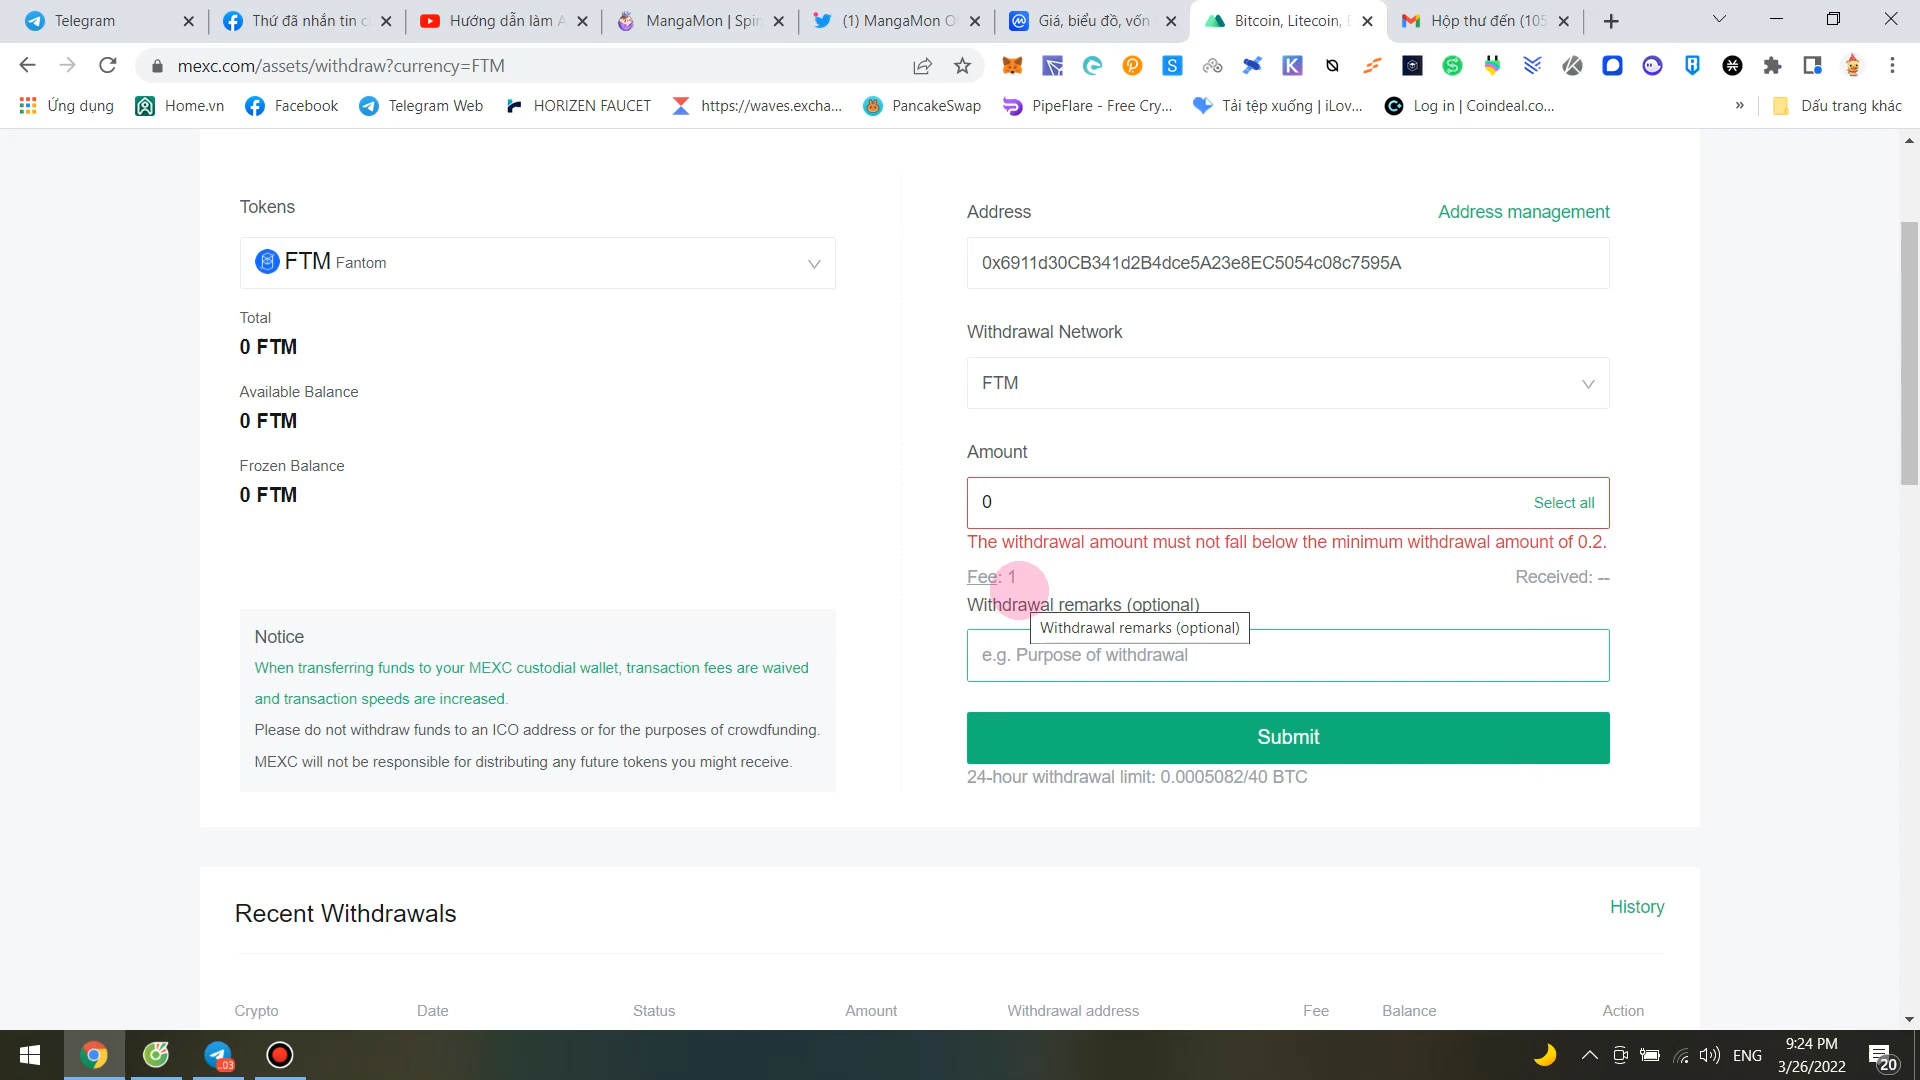 Telegram
Thứ đã nhắn tin c
Hướng dẫn làm A
MangaMon | Spin
(1) MangaMon O
Giá, biểu đồ, vốn
Bitcoin, Litecoin, E
Hộp thư đến (105
mexc.com/assets/withdraw?currency=FTM
Ứng dụng
Home.vn
Facebook
Telegram Web
HORIZEN FAUCET
https://waves.excha...
PancakeSwap
PipeFlare - Free Cry...
Tải tệp xuống | iLov...
Log in | Coindeal.co...
»
Dấu trang khác
Tokens
FTM Fantom
Total
0 FTM
Available Balance
0 FTM
Frozen Balance
0 FTM
Notice
When transferring funds to your MEXC custodial wallet, transaction fees are waived
and transaction speeds are increased.
Please do not withdraw funds to an ICO address or for the purposes of crowdfunding.
MEXC will not be responsible for distributing any future tokens you might receive.
Address
Address management
0x6911d30CB341d2B4dce5A23e8EC5054c08c7595A
Withdrawal Network
FTM
Amount
0
Select all
The withdrawal amount must not fall below the minimum withdrawal amount of 0.2.
Fee: 1
Received: --
Withdrawal remarks (optional)
Withdrawal remarks (optional)
e.g. Purpose of withdrawal
Submit
24-hour withdrawal limit: 0.0005082/40 BTC
Recent Withdrawals
History
Crypto
Date
Status
Amount
Withdrawal address
Fee
Balance
Action
.03
ENG
9:24 PM
3/26/2022
20